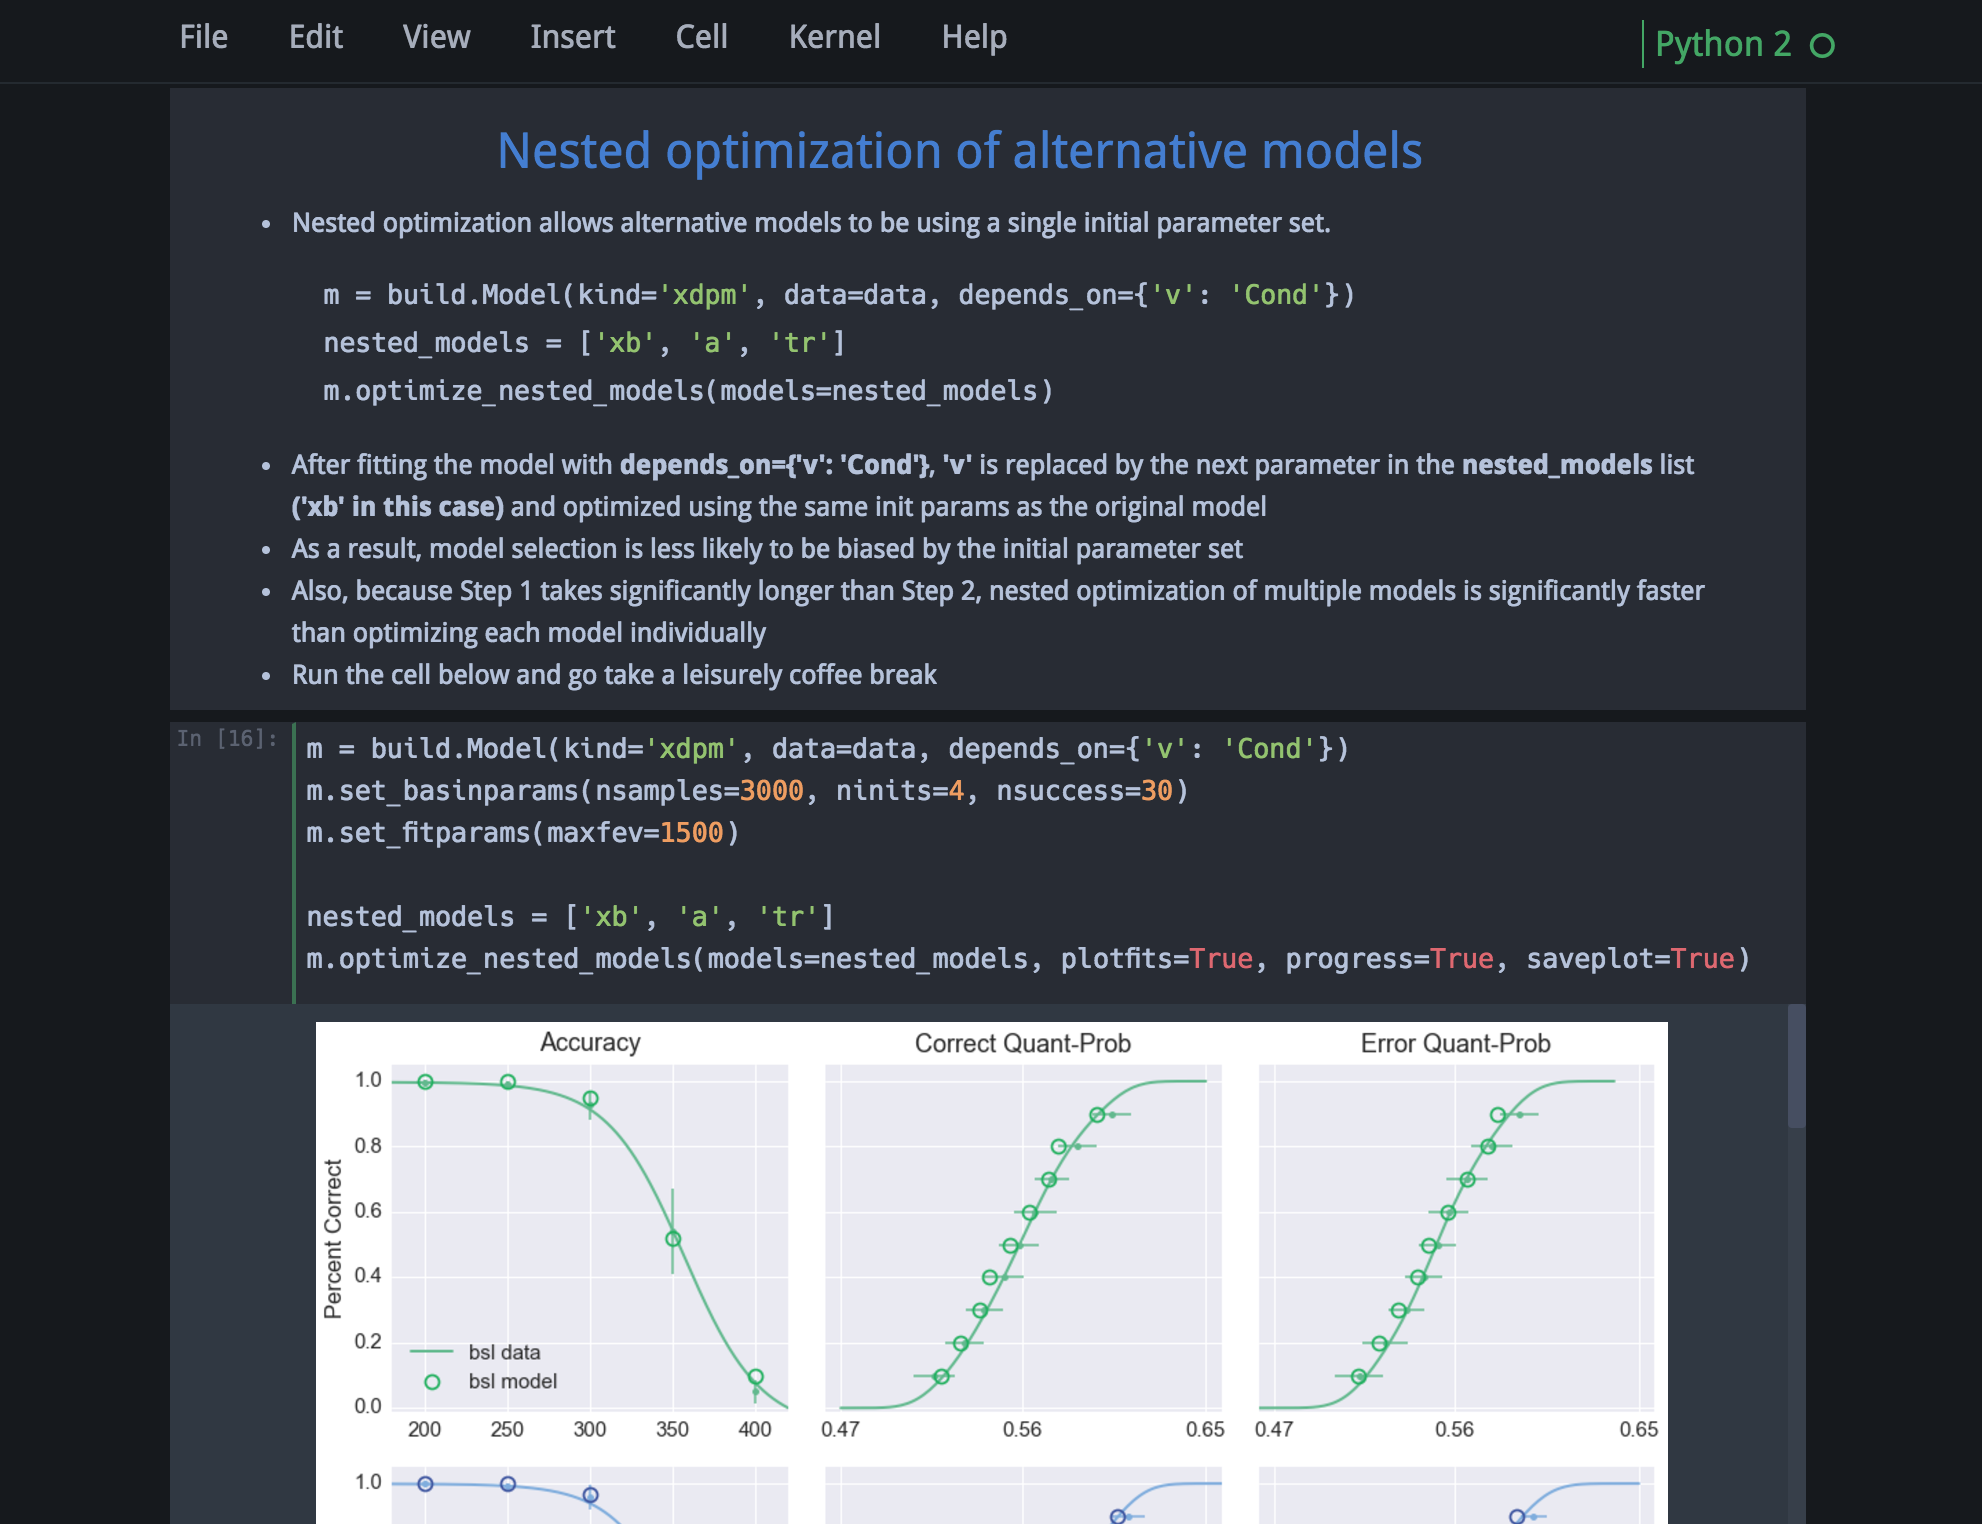 File Edit View Insert Cell Kernel Help Python 2
Nested optimization of alternative models
• Nested optimization allows alternative models to be using a single initial parameter set.
m = build.Model(kind='xdpm', data=data, depends_on={'v': 'Cond'})
nested_models = ['xb', 'a', 'tr']
m.optimize_nested_models(models=nested_models)
• After fitting the model with depends_on={'v': 'Cond'}, 'v' is replaced by the next parameter in the nested_models list
('xb' in this case) and optimized using the same init params as the original model
• As a result, model selection is less likely to be biased by the initial parameter set
• Also, because Step 1 takes significantly longer than Step 2, nested optimization of multiple models is significantly faster
than optimizing each model individually
• Run the cell below and go take a leisurely coffee break
In [16]:
m = build.Model(kind='xdpm', data=data, depends_on={'v': 'Cond'})
m.set_basinparams(nsamples=3000, ninits=4, nsuccess=30)
m.set_fitparams(maxfev=1500)
nested_models = ['xb', 'a', 'tr']
m.optimize_nested_models(models=nested_models, plotfits=True, progress=True, saveplot=True)
Accuracy
Correct Quant-Prob
Error Quant-Prob
Percent Correct
1.0
0.8
0.6
0.4
0.2
0.0
bsl data
bsl model
200 250 300 350 400
0.47 0.56 0.65
0.47 0.56 0.65
1.0